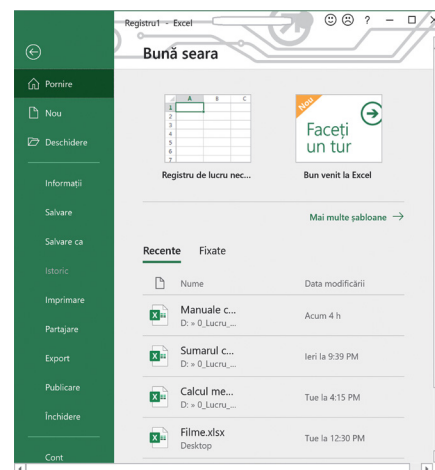 Registru1 - Excel
?
Bună seara
Pornire
Nou
Deschidere
Informații
Salvare
Salvare ca
Istoric
Imprimare
Partajare
Export
Publicare
Închidere
Cont
A B C
1
2
3
4
5
6
7
Registru de lucru nec...
Nou
Faceți
un tur
Bun venit la Excel
Mai multe șabloane
Recente Fixate
Nume Data modificării
Manuale c...
D: » 0_Lucru_...
Acum 4 h
Sumarul c...
D: » 0_Lucru_...
Ieri la 9:39 PM
Calcul me...
D: » 0_Lucru_...
Tue la 4:15 PM
Filme.xlsx
Desktop
Tue la 12:30 PM